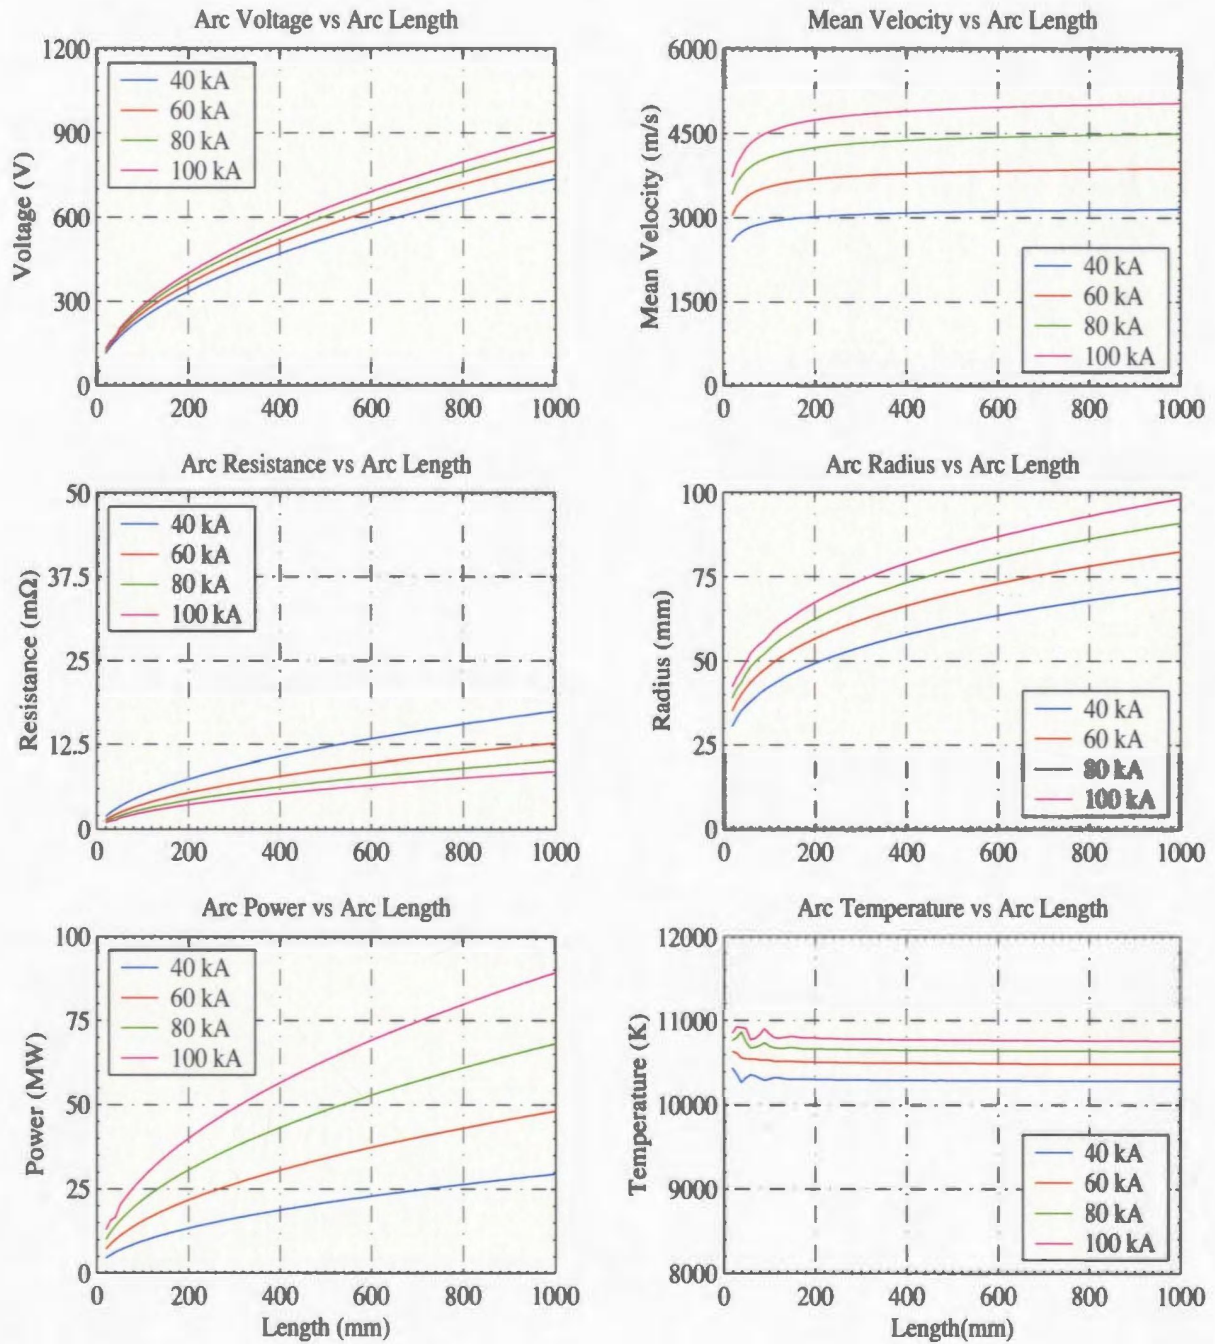 Arc Voltage vs Arc Length
Voltage (V)
1200
900
600
300
0
0 200 400 600 800 1000
40 kA
60 kA
80 kA
100 kA
Mean Velocity vs Arc Length
Mean Velocity (m/s)
6000
4500
3000
1500
0
0 200 400 600 800 1000
40 kA
60 kA
80 kA
100 kA
Arc Resistance vs Arc Length
Resistance (mΩ)
50
37.5
25
12.5
0
0 200 400 600 800 1000
40 kA
60 kA
80 kA
100 kA
Arc Radius vs Arc Length
Radius (mm)
100
75
50
25
0
0 200 400 600 800 1000
40 kA
60 kA
80 kA
100 kA
Arc Power vs Arc Length
Power (MW)
100
75
50
25
0
0 200 400 600 800 1000
Length (mm)
40 kA
60 kA
80 kA
100 kA
Arc Temperature vs Arc Length
Temperature (K)
12000
11000
10000
9000
8000
0 200 400 600 800 1000
Length(mm)
40 kA
60 kA
80 kA
100 kA